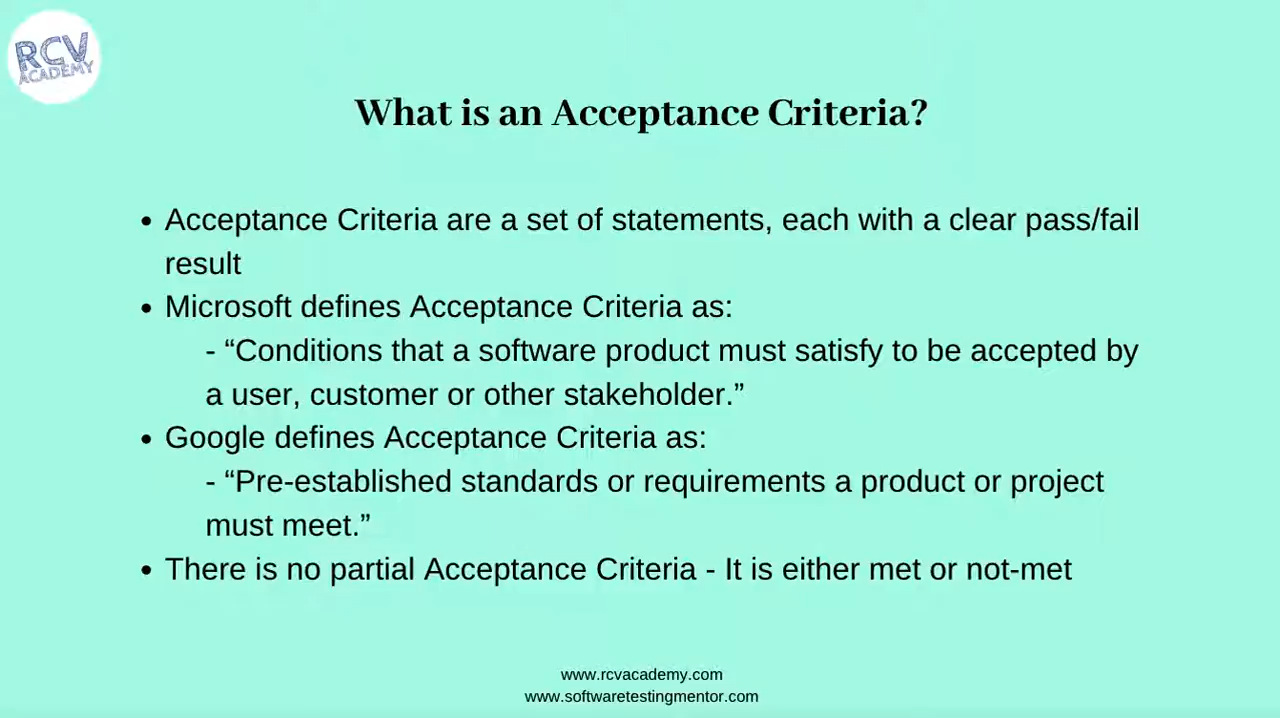 RCV
ACADEMY
What is an Acceptance Criteria?
• Acceptance Criteria are a set of statements, each with a clear pass/fail
result
• Microsoft defines Acceptance Criteria as:
- “Conditions that a software product must satisfy to be accepted by
a user, customer or other stakeholder.”
• Google defines Acceptance Criteria as:
- “Pre-established standards or requirements a product or project
must meet.”
• There is no partial Acceptance Criteria - It is either met or not-met
www.rcvacademy.com
www.softwaretestingmentor.com